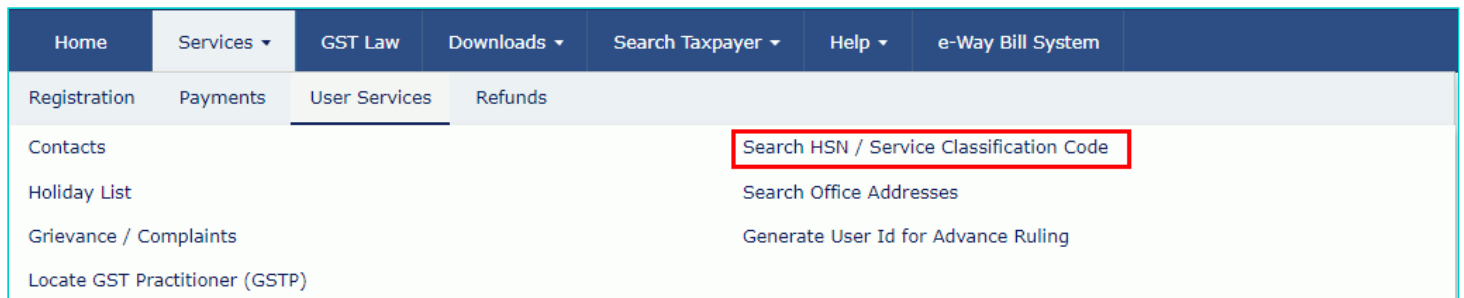 Home Services GST Law Downloads Search Taxpayer Help e-Way Bill System
Registration Payments User Services Refunds
Contacts Search HSN / Service Classification Code
Holiday List Search Office Addresses
Grievance / Complaints Generate User Id for Advance Ruling
Locate GST Practitioner (GSTP)